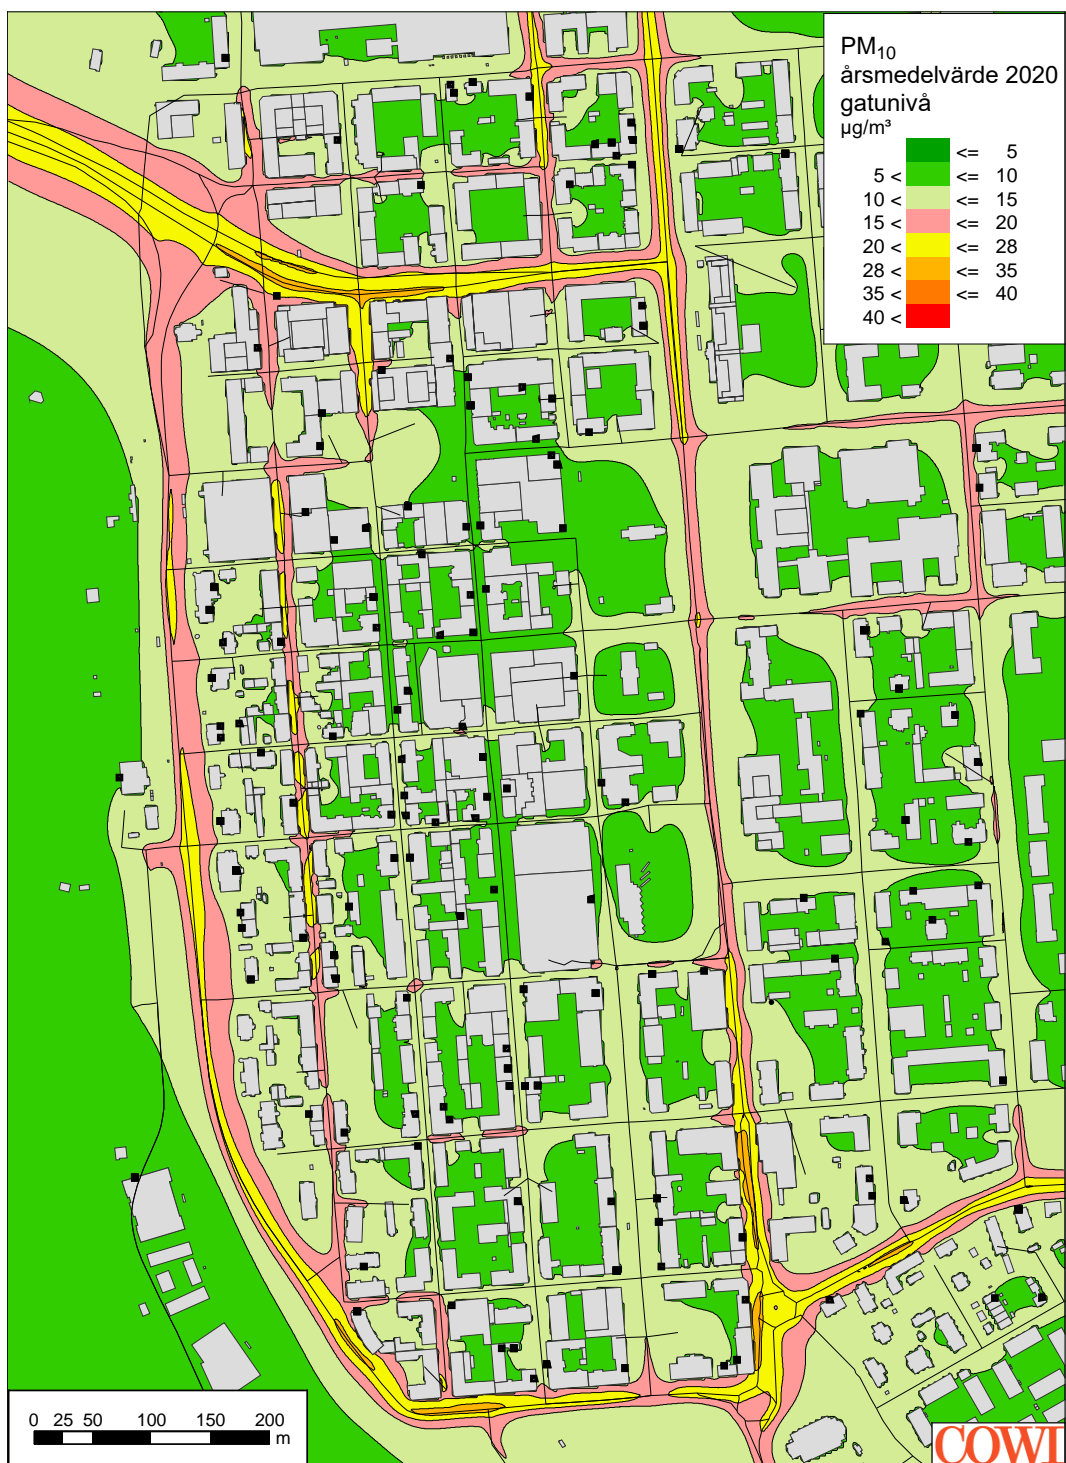 PM₁₀
årsmedelvärde 2020
gatunivå
µg/m³
<= 5
5 < <= 10
10 < <= 15
15 < <= 20
20 < <= 28
28 < <= 35
35 < <= 40
40 <
0 25 50 100 150 200
m
COWI